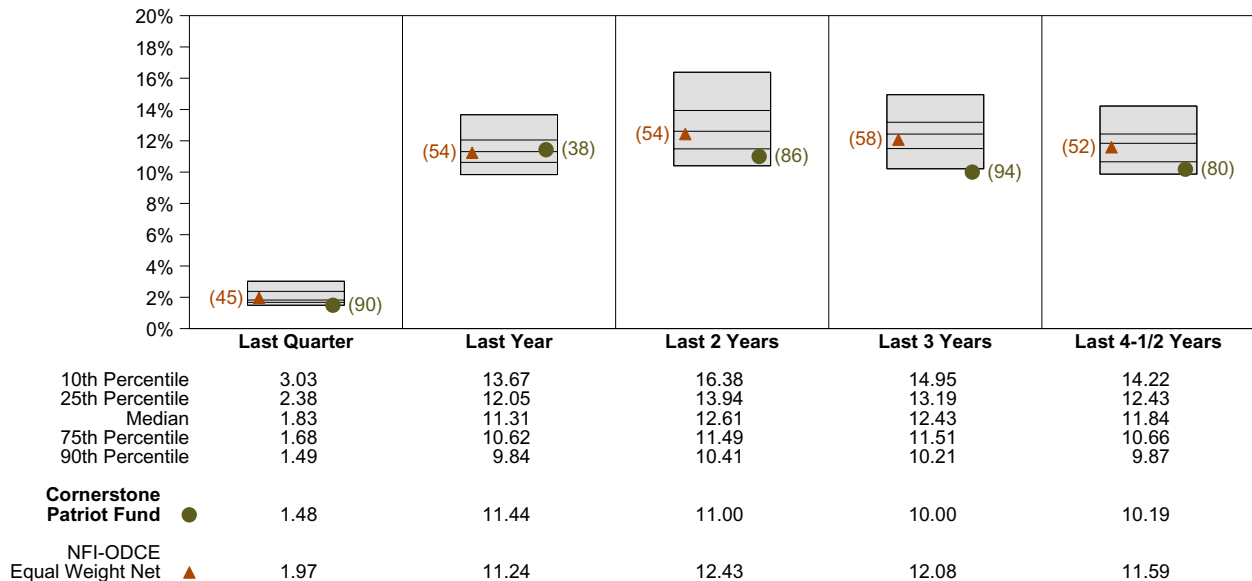 20%
18%
16%
14%
12%
10%
8%
6%
4%
2%
0%
(45) (90)
(54) (38)
(54) (86)
(58) (94)
(52) (80)
Last Quarter Last Year Last 2 Years Last 3 Years Last 4-1/2 Years
10th Percentile 3.03 13.67 16.38 14.95 14.22
25th Percentile 2.38 12.05 13.94 13.19 12.43
Median 1.83 11.31 12.61 12.43 11.84
75th Percentile 1.68 10.62 11.49 11.51 10.66
90th Percentile 1.49 9.84 10.41 10.21 9.87
Cornerstone
Patriot Fund 1.48 11.44 11.00 10.00 10.19
NFI-ODCE
Equal Weight Net 1.97 11.24 12.43 12.08 11.59